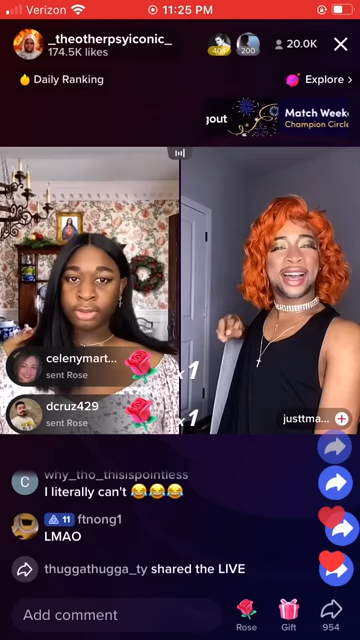 Verizon
11:25 PM
_theotherpsyiconic_
174.5K likes
200
20.0K
Daily Ranking
Explore >
gout
Match Week
Champion Circle
celenymart...
sent Rose
x1
dcruz429
sent Rose
x1
justtma...
C
why_tho_thisispointless
I literally can't 😂😂😂
11 ftnong1
LMAO
thuggathugga_ty shared the LIVE
Add comment
Rose
Gift
954